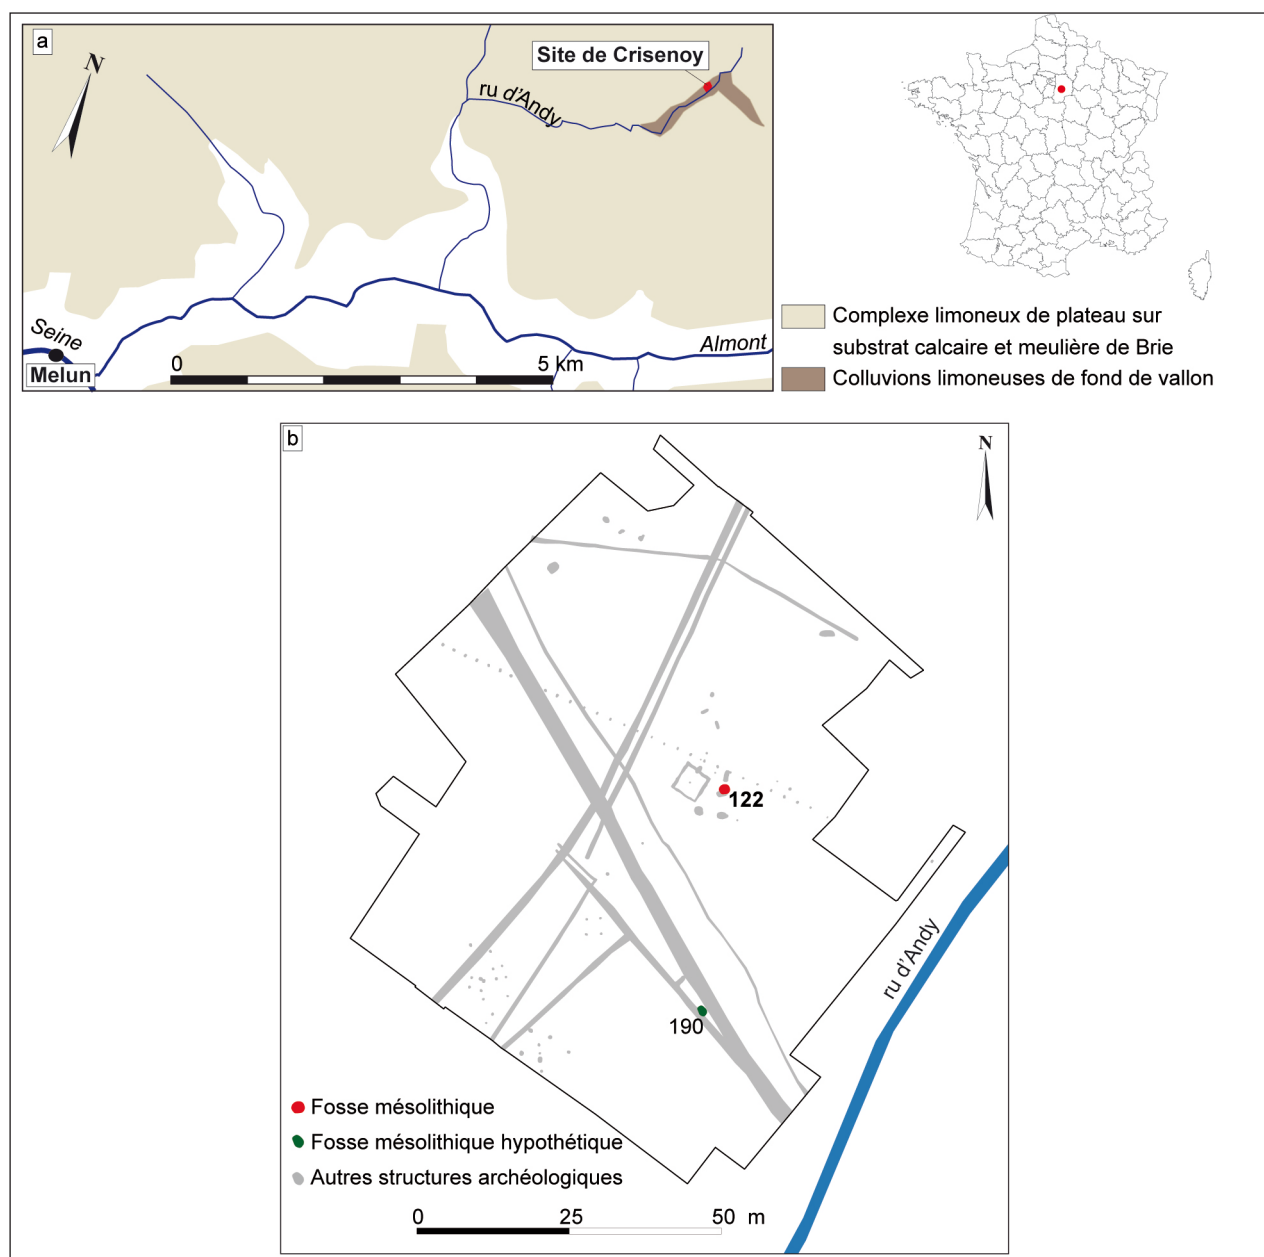 a
N
Site de Crisenoy
ru d'Andy
Seine
Melun
0
5 km
Almont
Complexe limoneux de plateau sur
substrat calcaire et meulière de Brie
Colluvions limoneuses de fond de vallon
b
N
122
190
ru d'Andy
Fosse mésolithique
Fosse mésolithique hypothétique
Autres structures archéologiques
0 25 50 m